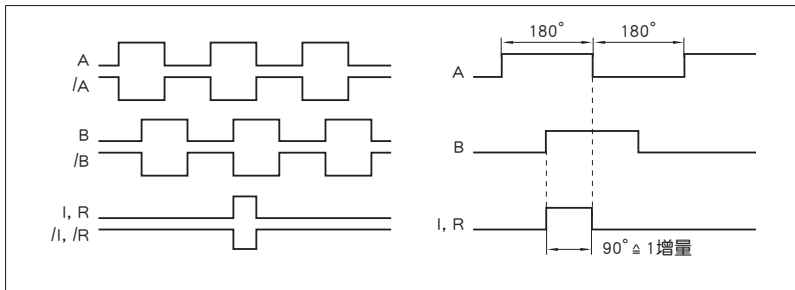 A
/A
B
/B
I, R
/I, /R
180° 180°
A
B
I, R
90° ≙ 1增量